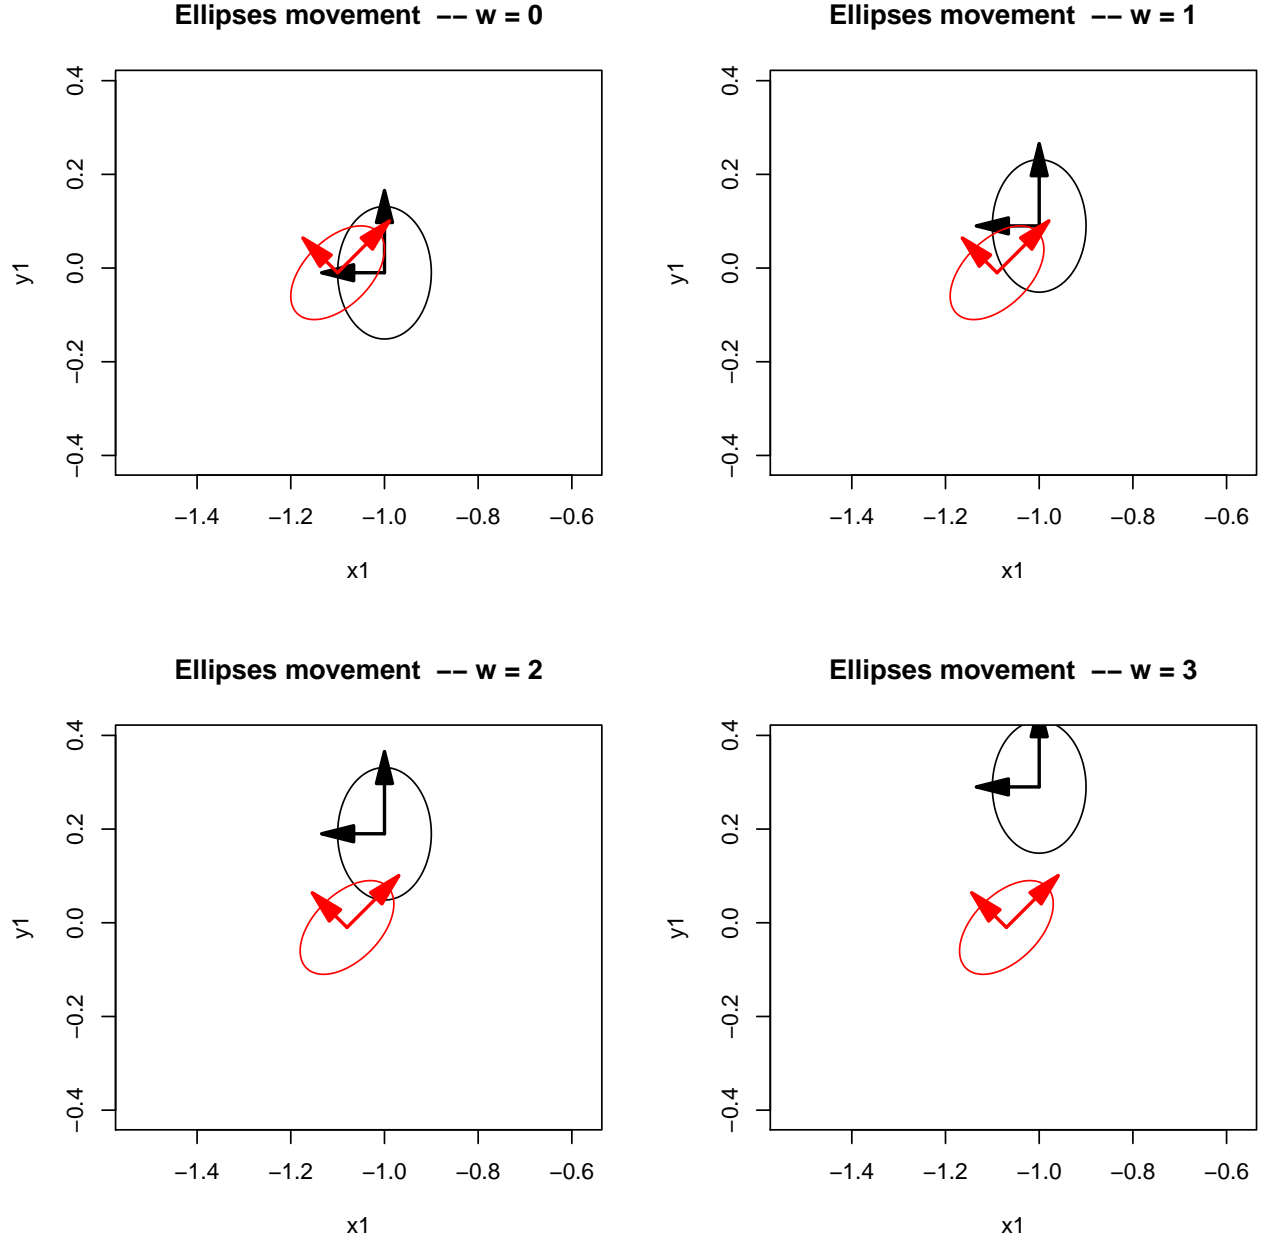 Ellipses movement −− w = 0
0.4
0.2
0.0
−0.2
−0.4
y1
−1.4 −1.2 −1.0 −0.8 −0.6
x1
Ellipses movement −− w = 1
0.4
0.2
0.0
−0.2
−0.4
y1
−1.4 −1.2 −1.0 −0.8 −0.6
x1
Ellipses movement −− w = 2
0.4
0.2
0.0
−0.2
−0.4
y1
−1.4 −1.2 −1.0 −0.8 −0.6
x1
Ellipses movement −− w = 3
0.4
0.2
0.0
−0.2
−0.4
y1
−1.4 −1.2 −1.0 −0.8 −0.6
x1